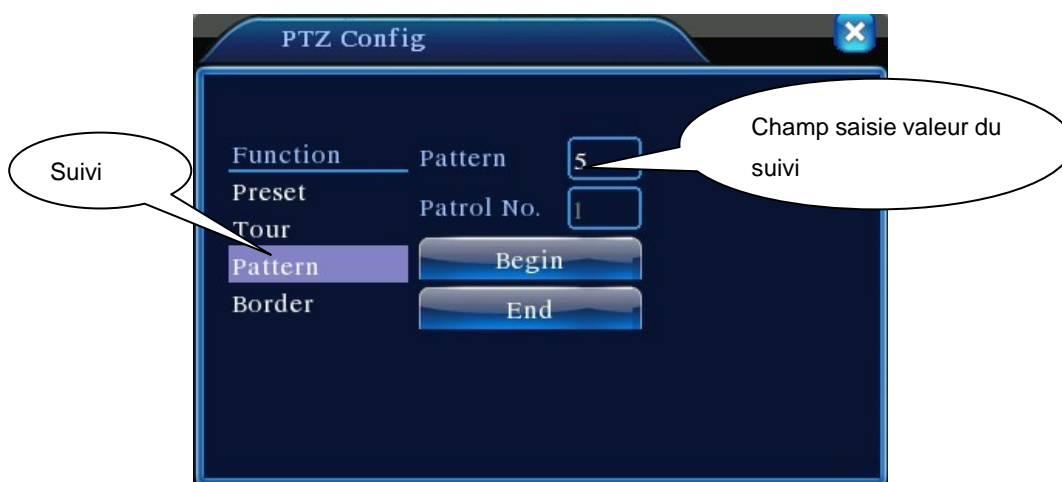 PTZ Config
Champ saisie valeur du
suivi
Suivi
Function
Preset
Tour
Pattern
Border
Pattern 5
Patrol No. 1
Begin
End